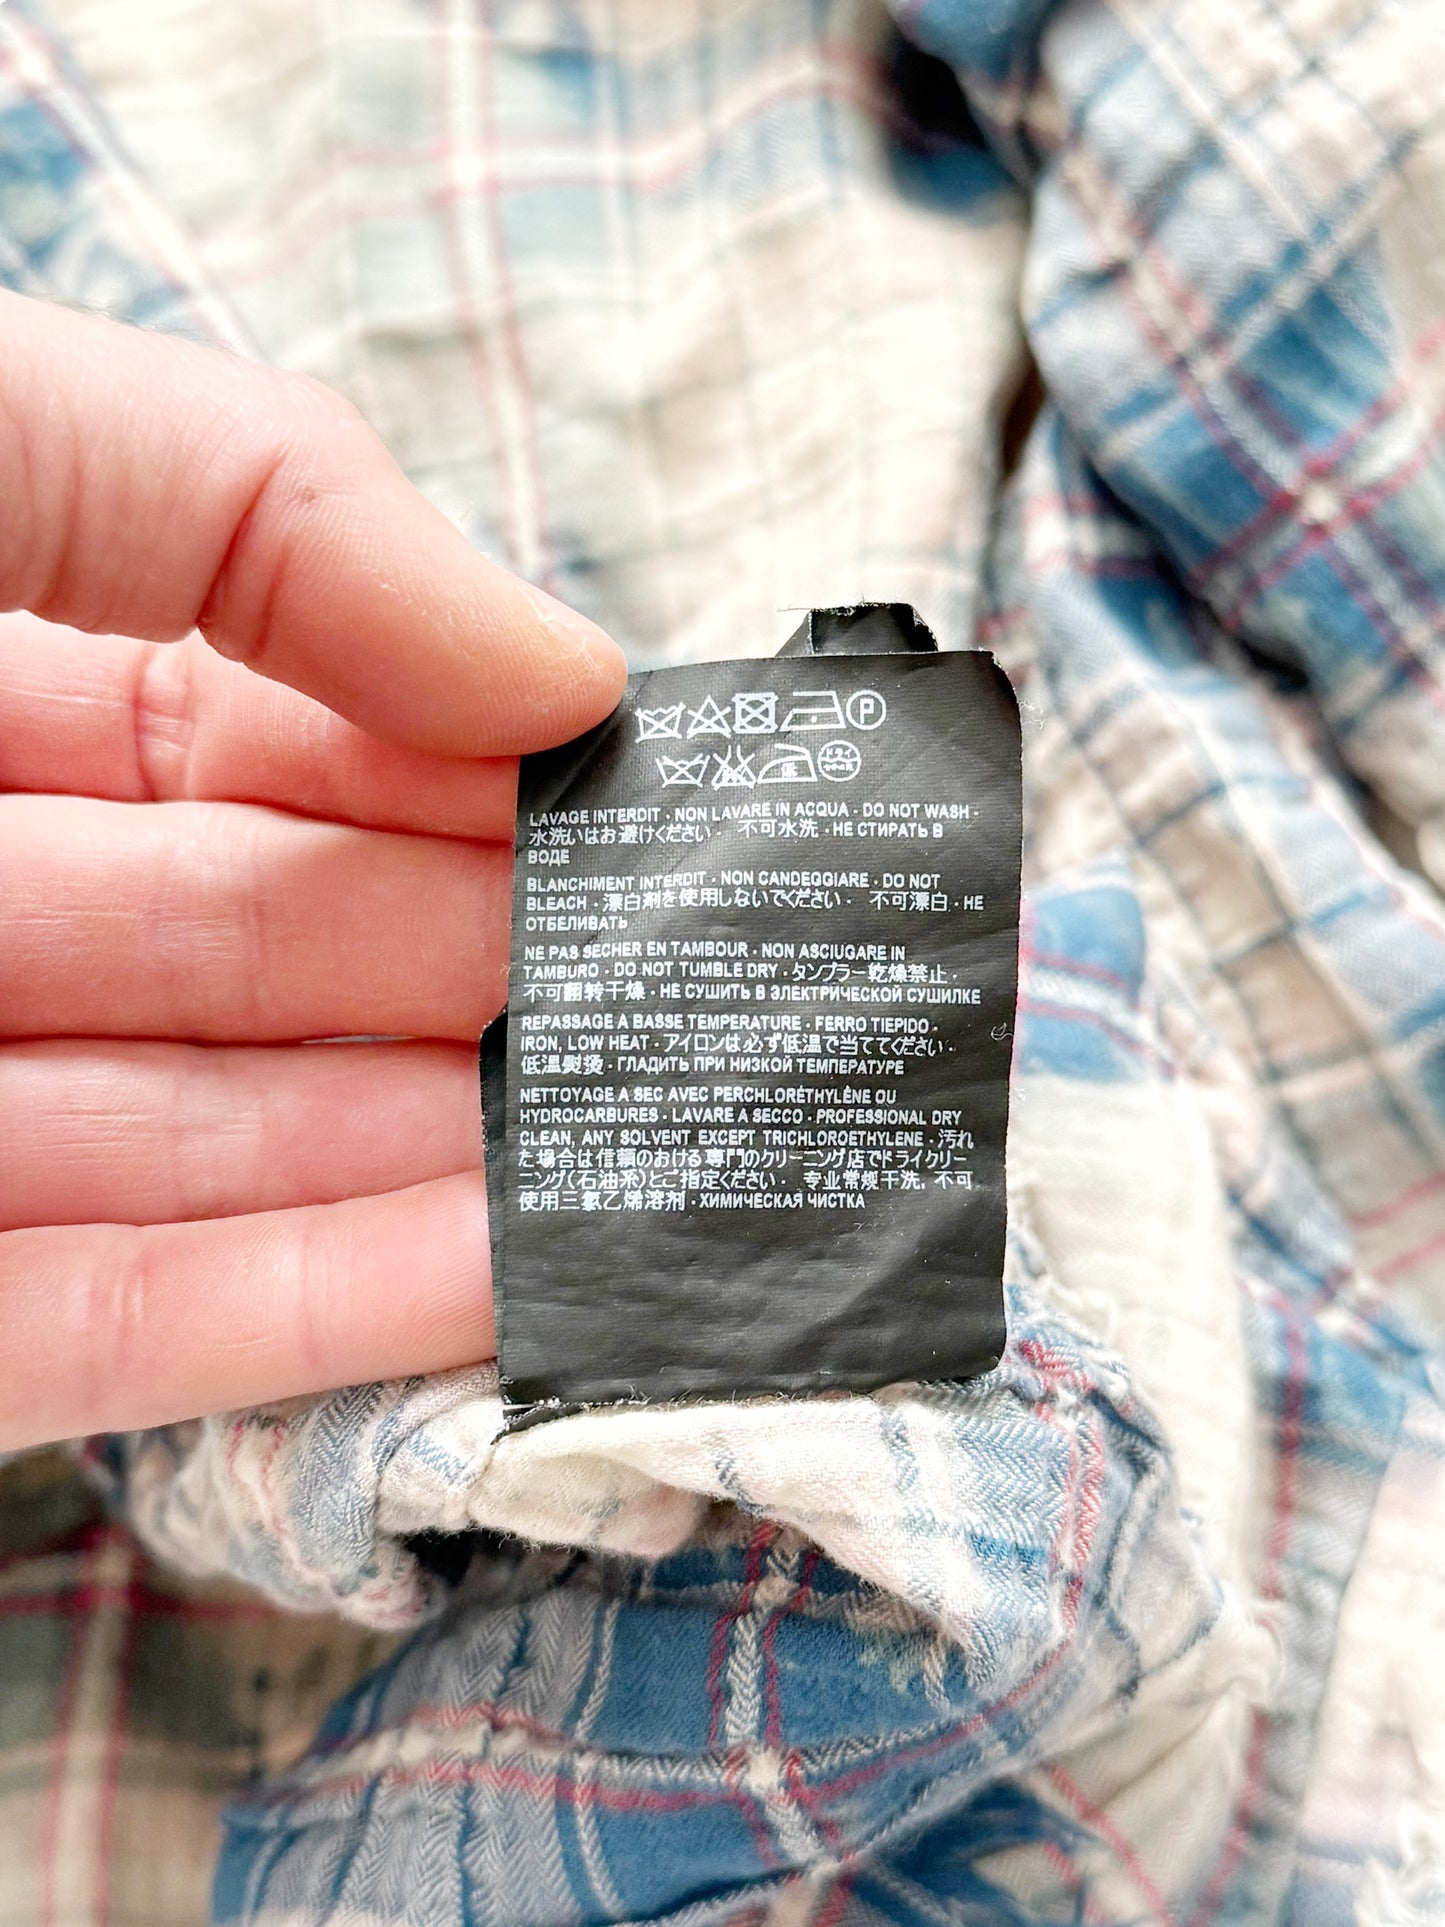 P
ドライ
LAVAGE INTERDIT · NON LAVARE IN ACQUA · DO NOT WASH ·
水洗いはお避けください · 不可水洗 · НЕ СТИРАТЬ В
ВОДЕ
BLANCHIMENT INTERDIT · NON CANDEGGIARE · DO NOT
BLEACH · 漂白剤を使用しないでください · 不可漂白 · НЕ
ОТБЕЛИВАТЬ
NE PAS SECHER EN TAMBOUR · NON ASCIUGARE IN
TAMBURO · DO NOT TUMBLE DRY · タンブラー乾燥禁止 ·
不可翻转干燥 · НЕ СУШИТЬ В ЭЛЕКТРИЧЕСКОЙ СУШИЛКЕ
REPASSAGE A BASSE TEMPERATURE · FERRO TIEPIDO ·
IRON, LOW HEAT · アイロンは必ず低温で当ててください ·
低温熨烫 · ГЛАДИТЬ ПРИ НИЗКОЙ ТЕМПЕРАТУРЕ
NETTOYAGE A SEC AVEC PERCHLORÉTHYLÈNE OU
HYDROCARBURES · LAVARE A SECCO · PROFESSIONAL DRY
CLEAN, ANY SOLVENT EXCEPT TRICHLOROETHYLENE · 汚れ
た場合は信頼のおける専門のクリーニング店でドライクリー
ニング(石油系)とご指定ください · 专业常规干洗, 不可
使用三氯乙烯溶剂 · ХИМИЧЕСКАЯ ЧИСТКА